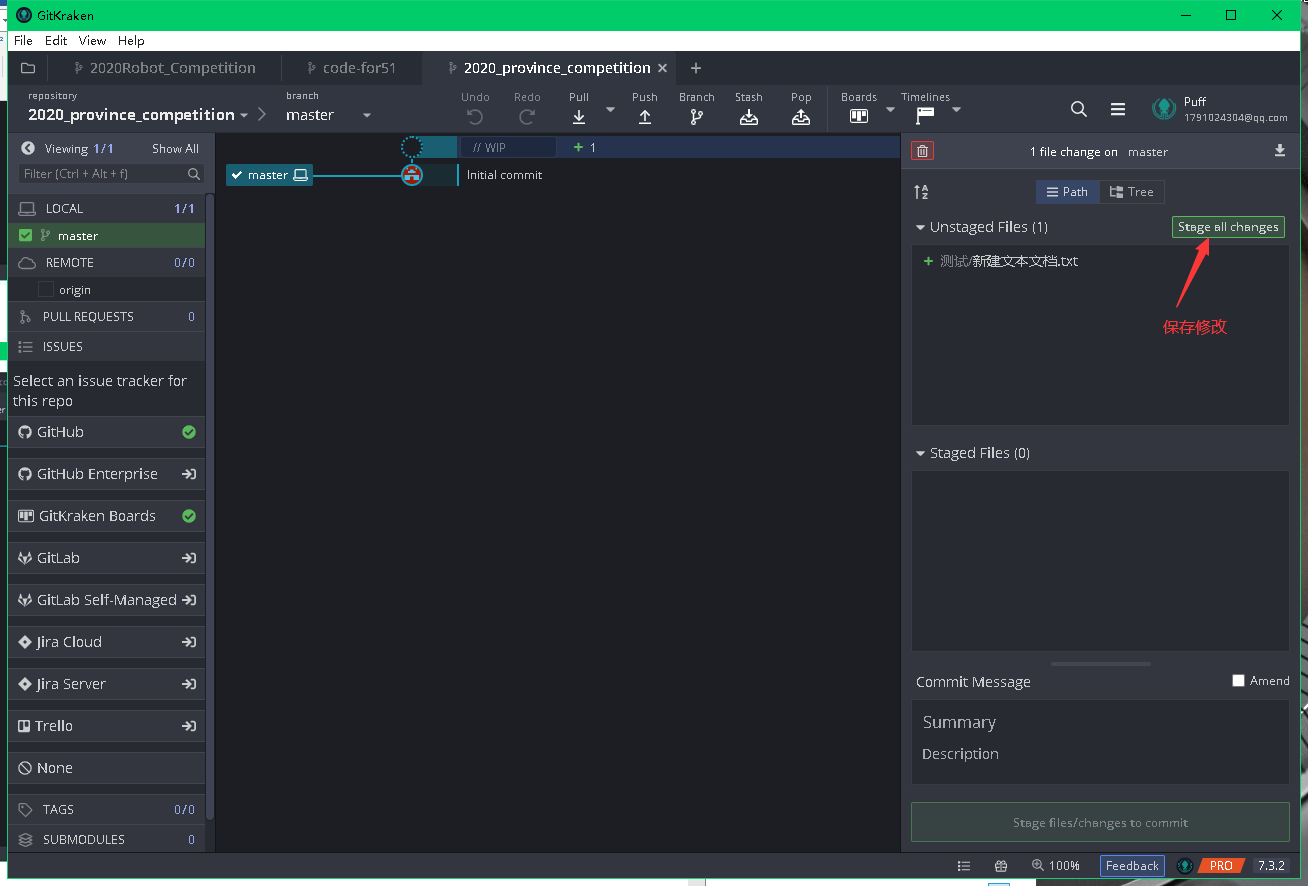 GitKraken
File Edit View Help
2020Robot_Competition code-for51 2020_province_competition
repository
2020_province_competition
branch
master
Undo Redo Pull Push Branch Stash Pop Boards Timelines
Puff
1791024304@qq.com
Viewing 1/1 Show All
Filter (Ctrl + Alt + f)
LOCAL 1/1
master
REMOTE 0/0
origin
PULL REQUESTS 0
ISSUES
Select an issue tracker for
this repo
GitHub
GitHub Enterprise
GitKraken Boards
GitLab
GitLab Self-Managed
Jira Cloud
Jira Server
Trello
None
TAGS 0/0
SUBMODULES 0
// WIP + 1
master Initial commit
1 file change on master
Path Tree
Unstaged Files (1) Stage all changes
+ 测试/新建文本文档.txt
保存修改
Staged Files (0)
Commit Message Amend
Summary
Description
Stage files/changes to commit
100% Feedback PRO 7.3.2